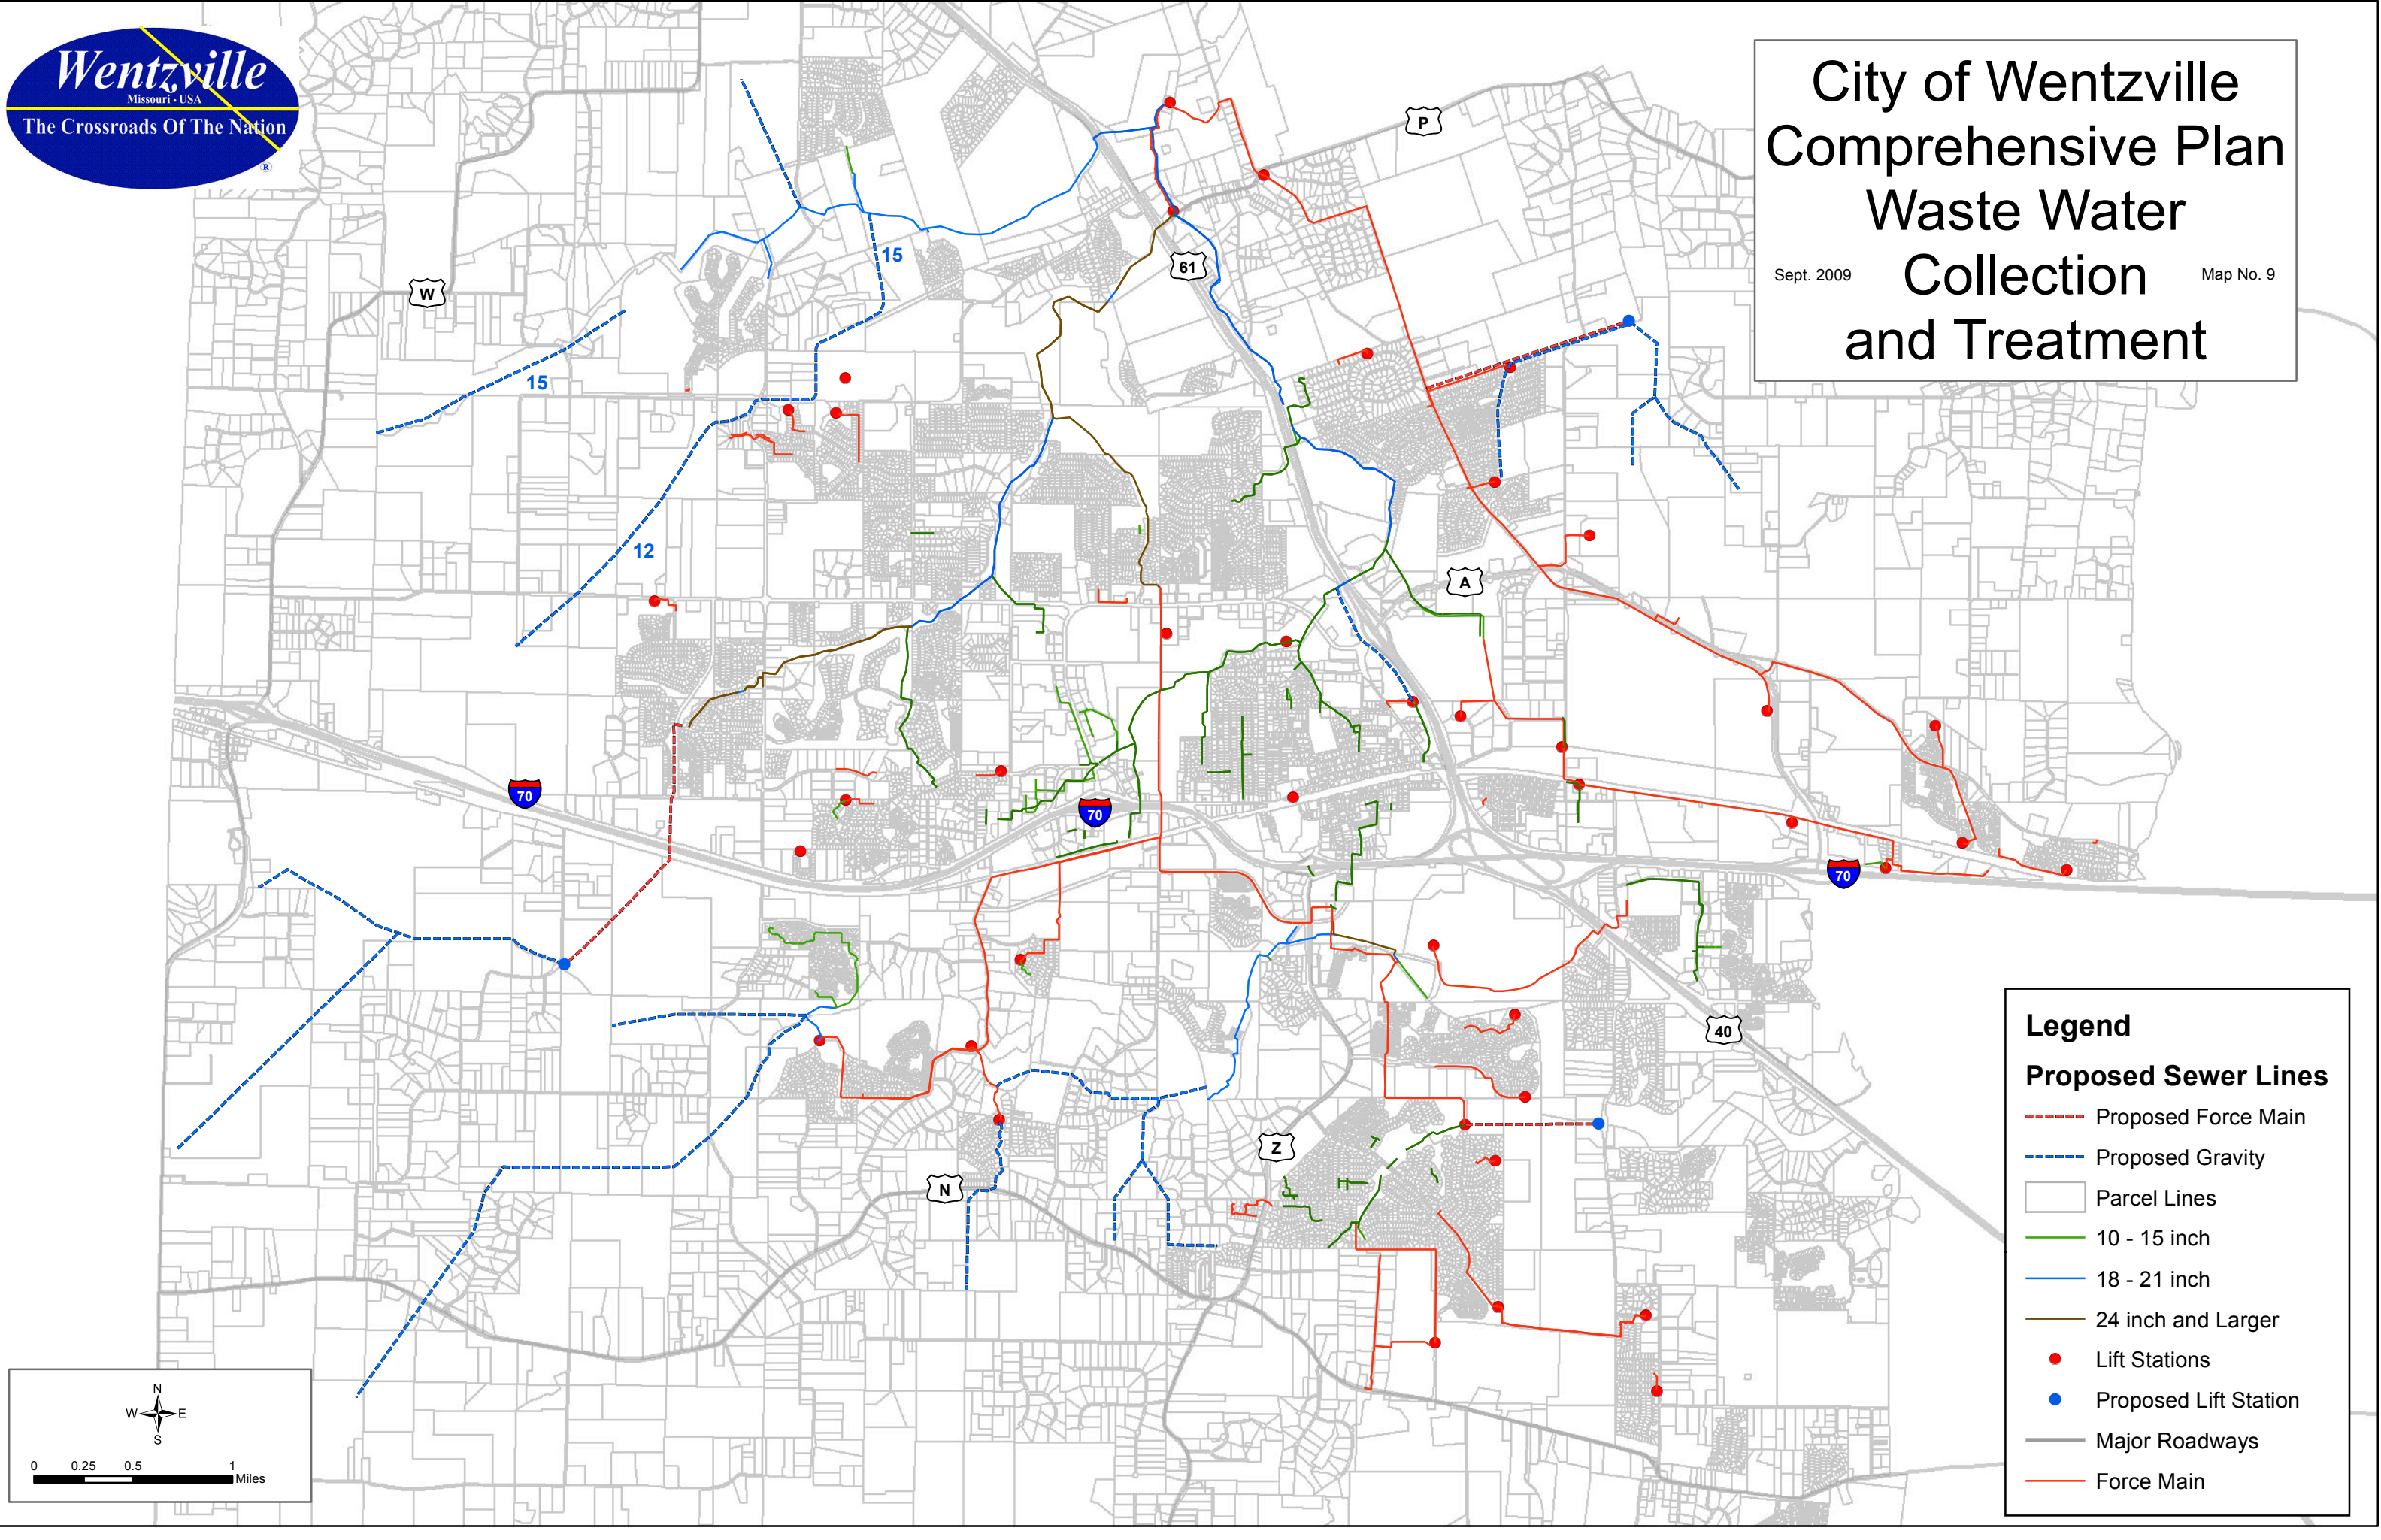 Wentzville
Missouri • USA
The Crossroads Of The Nation
®
City of Wentzville
Comprehensive Plan
Waste Water
Collection
and Treatment
Sept. 2009
Map No. 9
P
W
61
15
15
12
A
70
70
70
40
Z
N
Legend
Proposed Sewer Lines
Proposed Force Main
Proposed Gravity
Parcel Lines
10 - 15 inch
18 - 21 inch
24 inch and Larger
Lift Stations
Proposed Lift Station
Major Roadways
Force Main
N
W E
S
0 0.25 0.5 1
Miles